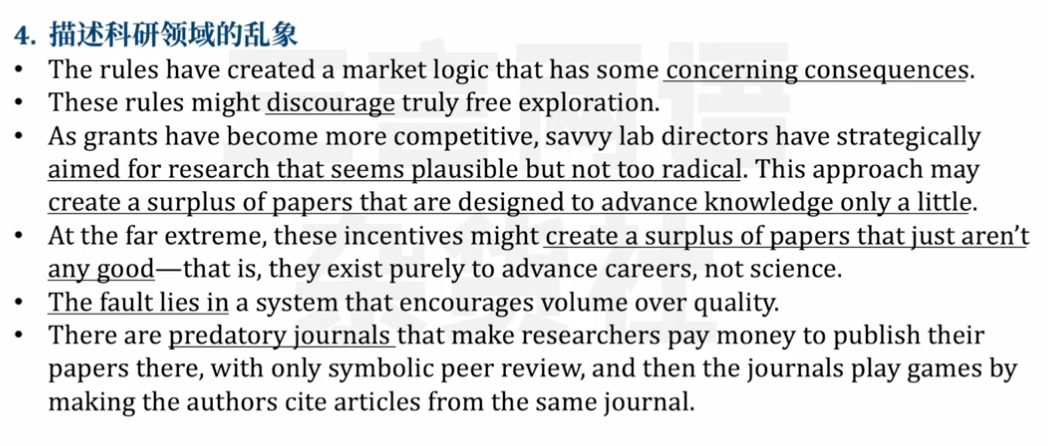 4. 描述科研领域的乱象
• The rules have created a market logic that has some concerning consequences.
• These rules might discourage truly free exploration.
• As grants have become more competitive, savvy lab directors have strategically
aimed for research that seems plausible but not too radical. This approach may
create a surplus of papers that are designed to advance knowledge only a little.
• At the far extreme, these incentives might create a surplus of papers that just aren’t
any good—that is, they exist purely to advance careers, not science.
• The fault lies in a system that encourages volume over quality.
• There are predatory journals that make researchers pay money to publish their
papers there, with only symbolic peer review, and then the journals play games by
making the authors cite articles from the same journal.